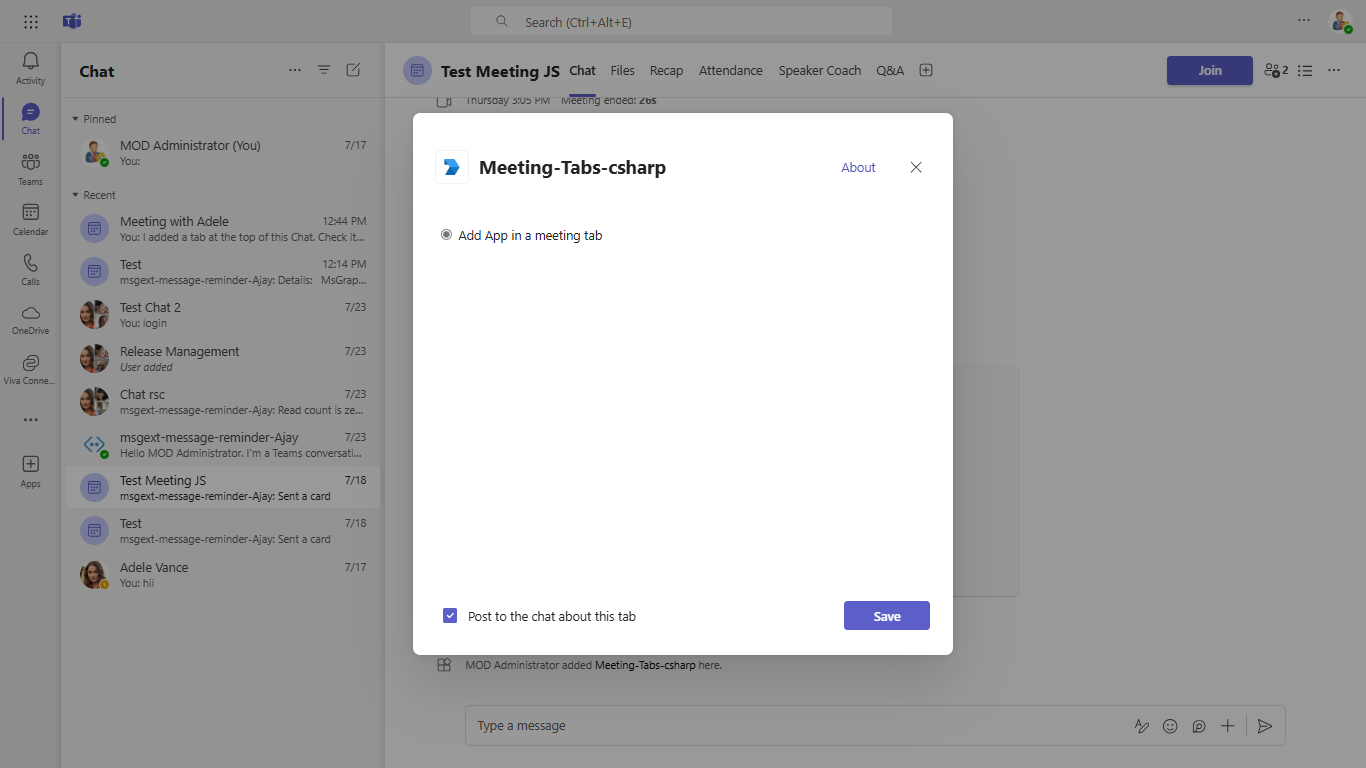 Search (Ctrl+Alt+E)
Activity
Chat
Teams
Calendar
Calls
OneDrive
Viva Conne...
Apps
Chat
Pinned
MOD Administrator (You) 7/17
You:
Recent
Meeting with Adele 12:44 PM
You: I added a tab at the top of this Chat. Check it...
Test 12:14 PM
msgext-message-reminder-Ajay: Details: MsGrap...
Test Chat 2 7/23
You: login
Release Management 7/23
User added
Chat rsc 7/23
msgext-message-reminder-Ajay: Read count is ze...
msgext-message-reminder-Ajay 7/23
Hello MOD Administrator. I'm a Teams conversati...
Test Meeting JS 7/18
msgext-message-reminder-Ajay: Sent a card
Test 7/18
msgext-message-reminder-Ajay: Sent a card
Adele Vance 7/17
You: hii
Test Meeting JS Chat Files Recap Attendance Speaker Coach Q&A Join 2
Thursday 3:05 PM Meeting ended: 26s
Meeting-Tabs-csharp About
Add App in a meeting tab
Post to the chat about this tab Save
MOD Administrator added Meeting-Tabs-csharp here.
Type a message